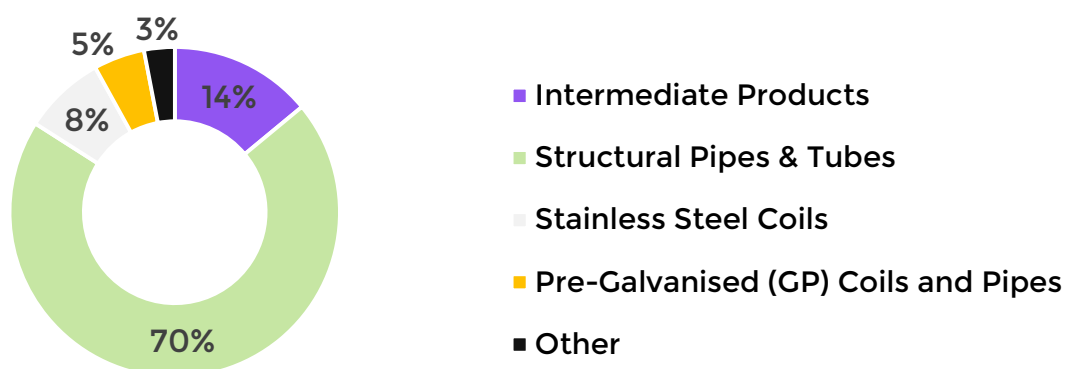 3%
5%
14%
8%
70%
Intermediate Products
Structural Pipes & Tubes
Stainless Steel Coils
Pre-Galvanised (GP) Coils and Pipes
Other